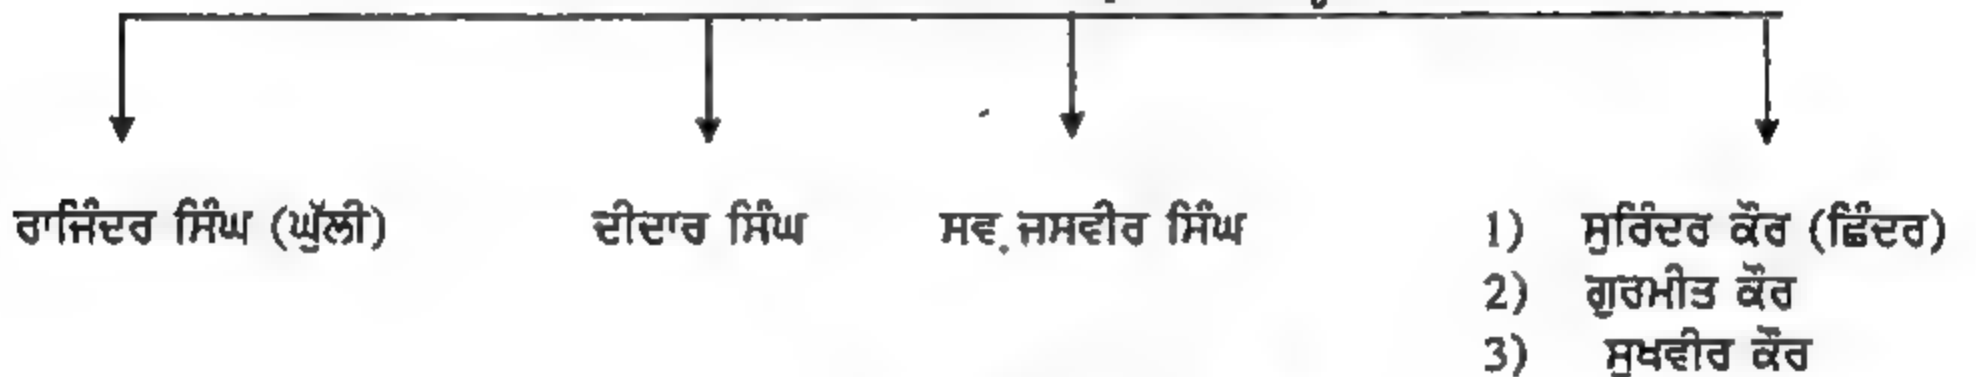 ਰਾਜਿੰਦਰ ਸਿੰਘ (ਘੁੱਲੀ) ਦੀਦਾਰ ਸਿੰਘ ਸਵ. ਜਸਵੀਰ ਸਿੰਘ 1) ਸੁਰਿੰਦਰ ਕੌਰ (ਛਿੰਦਰ)
2) ਗੁਰਮੀਤ ਕੌਰ
3) ਸੁਖਵੀਰ ਕੌਰ